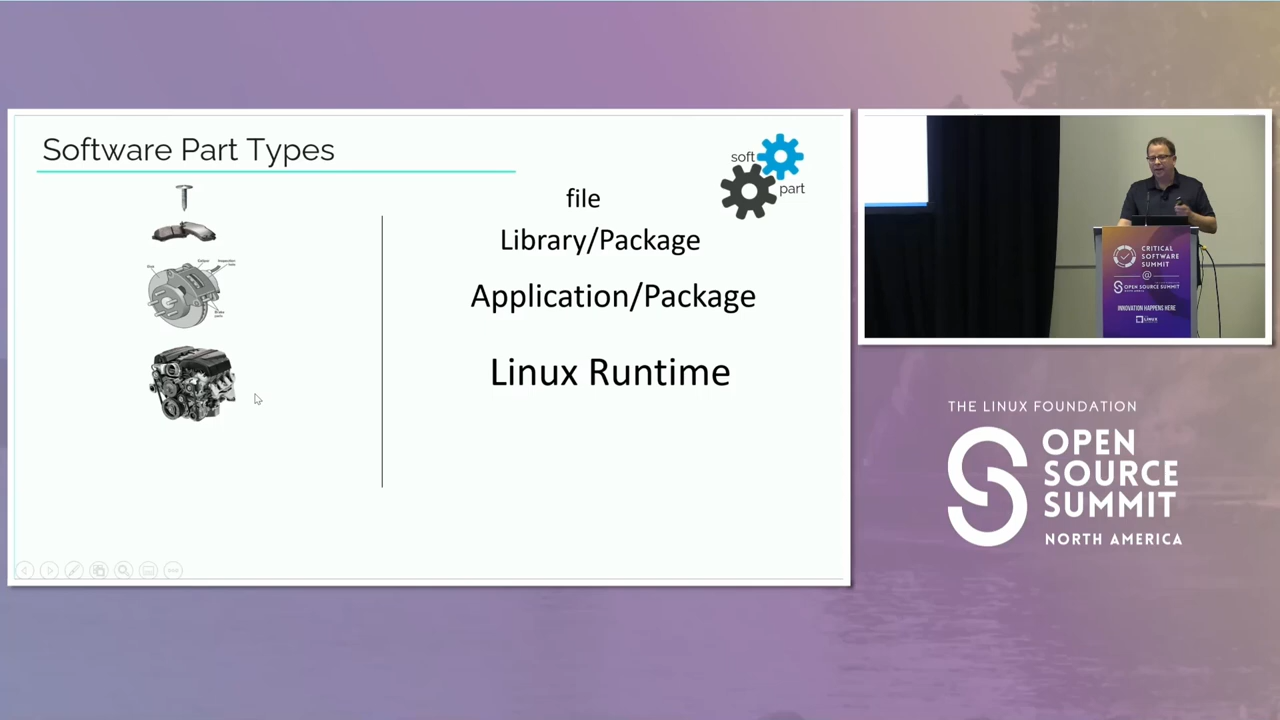 Software Part Types
soft
part
file
Library/Package
Application/Package
Linux Runtime
CRITICAL
SOFTWARE
SUMMIT
@
OPEN SOURCE SUMMIT
INNOVATION HAPPENS HERE
LINUX
THE LINUX FOUNDATION
OPEN
SOURCE
SUMMIT
NORTH AMERICA